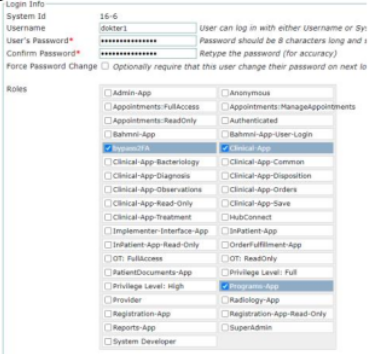 Login Info
System Id 16-6
Username dokter1 User can log in with either Username or Sy
User's Password* •••••••••••••• Password should be 8 characters long and
Confirm Password* •••••••••••••• Retype the password (for accuracy)
Force Password Change Optionally require that this user change their password on next lo
Roles
Admin-App Anonymous
Appointments:FullAccess Appointments:ManageAppointments
Appointments:ReadOnly Authenticated
Bahmni-App Bahmni-App-User-Login
bypass2FA Clinical-App
Clinical-App-Bacteriology Clinical-App-Common
Clinical-App-Diagnosis Clinical-App-Disposition
Clinical-App-Observations Clinical-App-Orders
Clinical-App-Read-Only Clinical-App-Save
Clinical-App-Treatment HubConnect
Implementer-Interface-App InPatient-App
InPatient-App-Read-Only OrderFulfillment-App
OT: FullAccess OT: ReadOnly
PatientDocuments-App Privilege Level: Full
Privilege Level: High Programs-App
Provider Radiology-App
Registration-App Registration-App-Read-Only
Reports-App SuperAdmin
System Developer